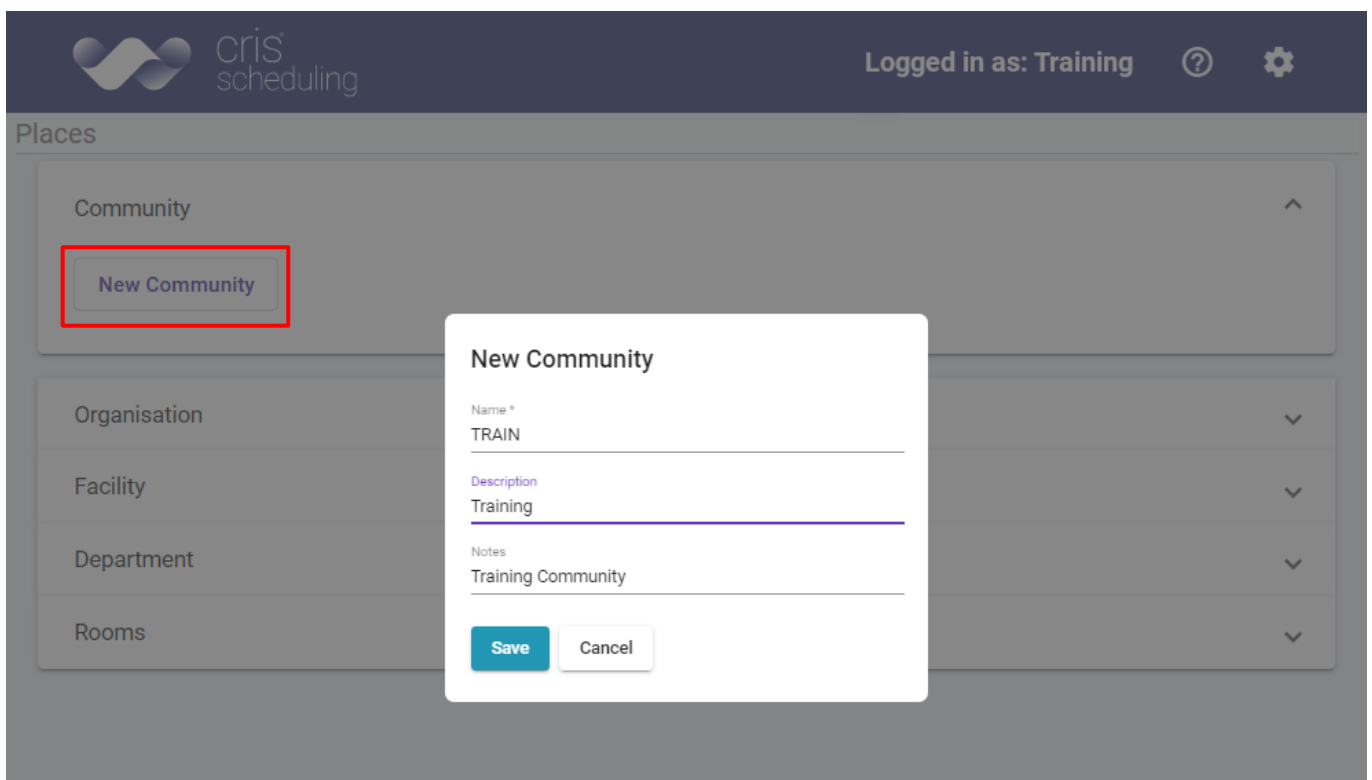 cris®
scheduling
Logged in as: Training
Places
Community
New Community
New Community
Name *
TRAIN
Description
Training
Notes
Training Community
Save Cancel
Organisation
Facility
Department
Rooms